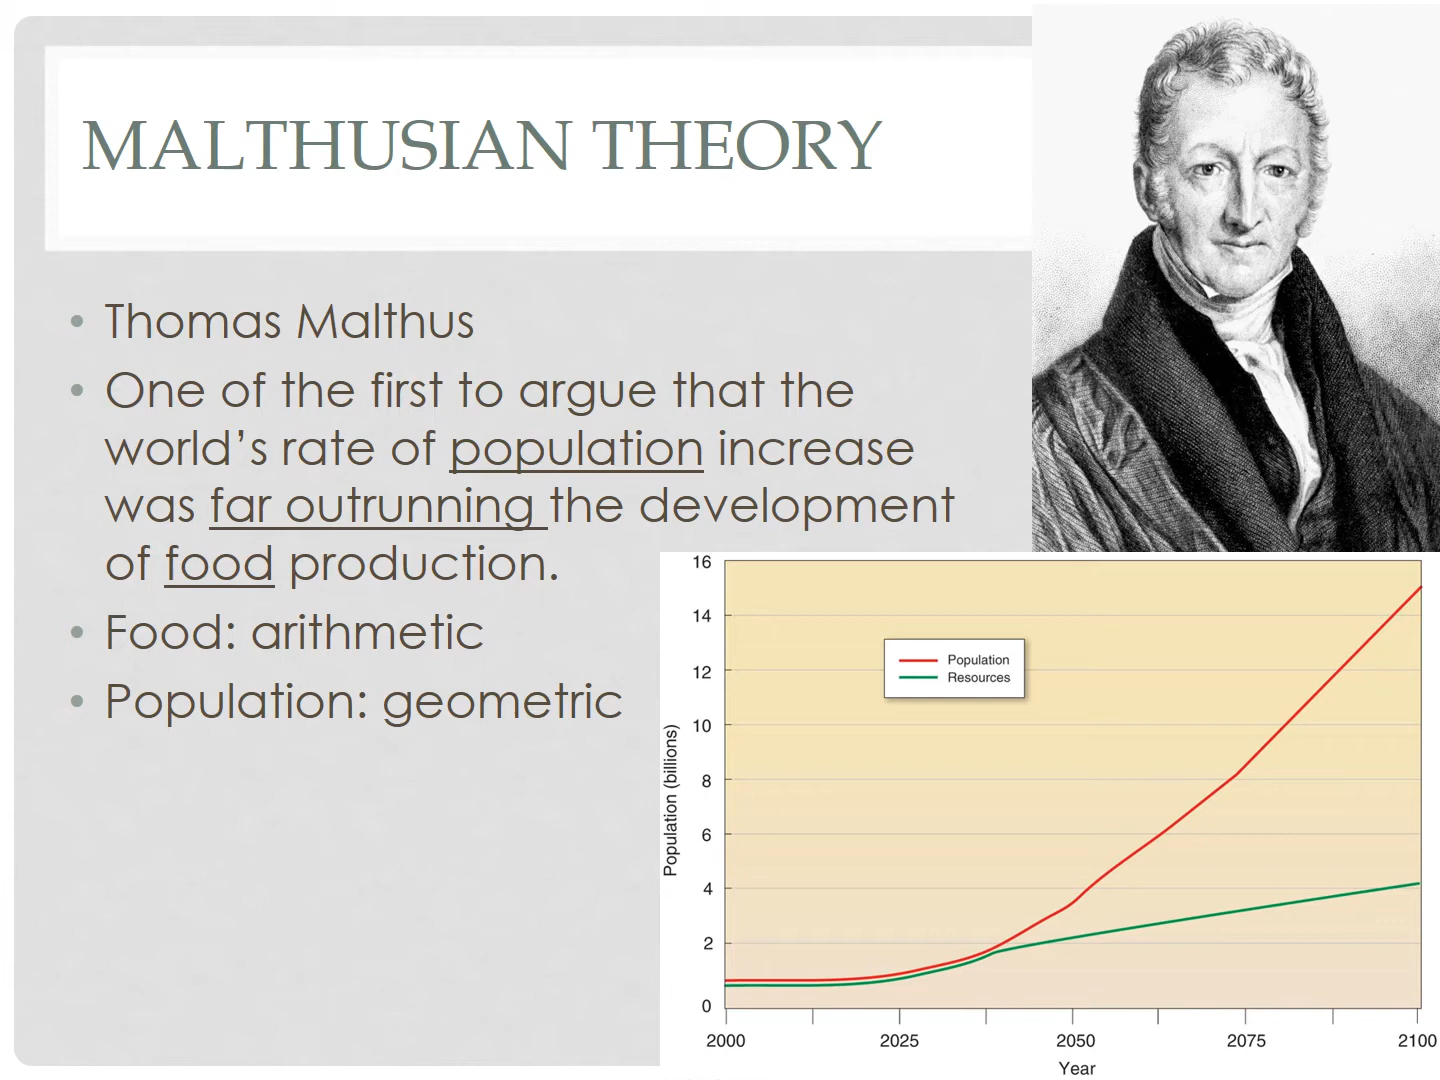 MALTHUSIAN THEORY
• Thomas Malthus
• One of the first to argue that the
world’s rate of population increase
was far outrunning the development
of food production.
• Food: arithmetic
• Population: geometric
16
14
12
10
8
6
4
2
0
Population (billions)
Population
Resources
2000 2025 2050 2075 2100
Year